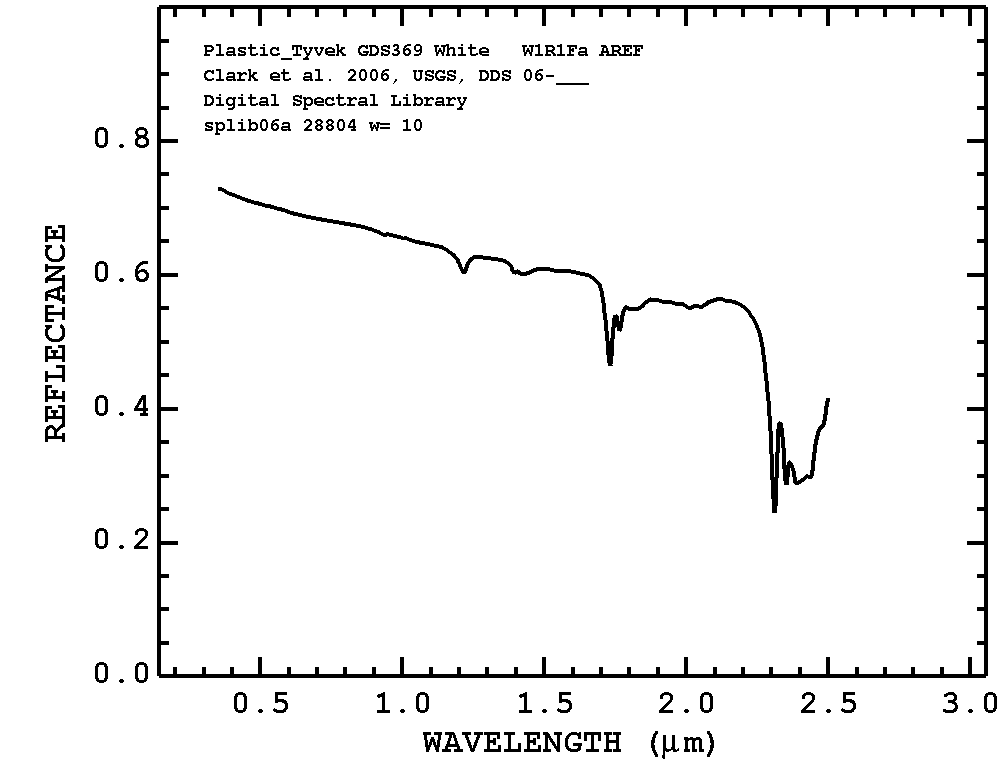 Plastic_Tyvek GDS369 White   W1R1Fa AREF
Clark et al. 2006, USGS, DDS 06-___
Digital Spectral Library
splib06a 28804 w= 10
REFLECTANCE
0.8
0.6
0.4
0.2
0.0
0.5 1.0 1.5 2.0 2.5 3.0
WAVELENGTH (μm)